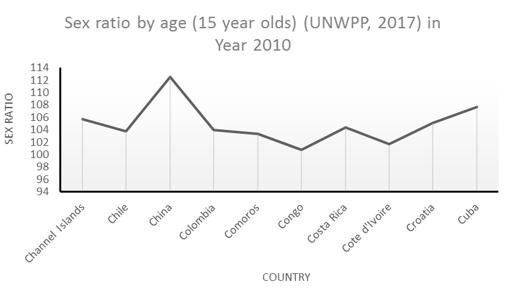 Sex ratio by age (15 year olds) (UNWPP, 2017) in
Year 2010
SEX RATIO
114
112
110
108
106
104
102
100
98
96
94
Channel Islands
Chile
China
Colombia
Comoros
Congo
Costa Rica
Cote d'Ivoire
Croatia
Cuba
COUNTRY